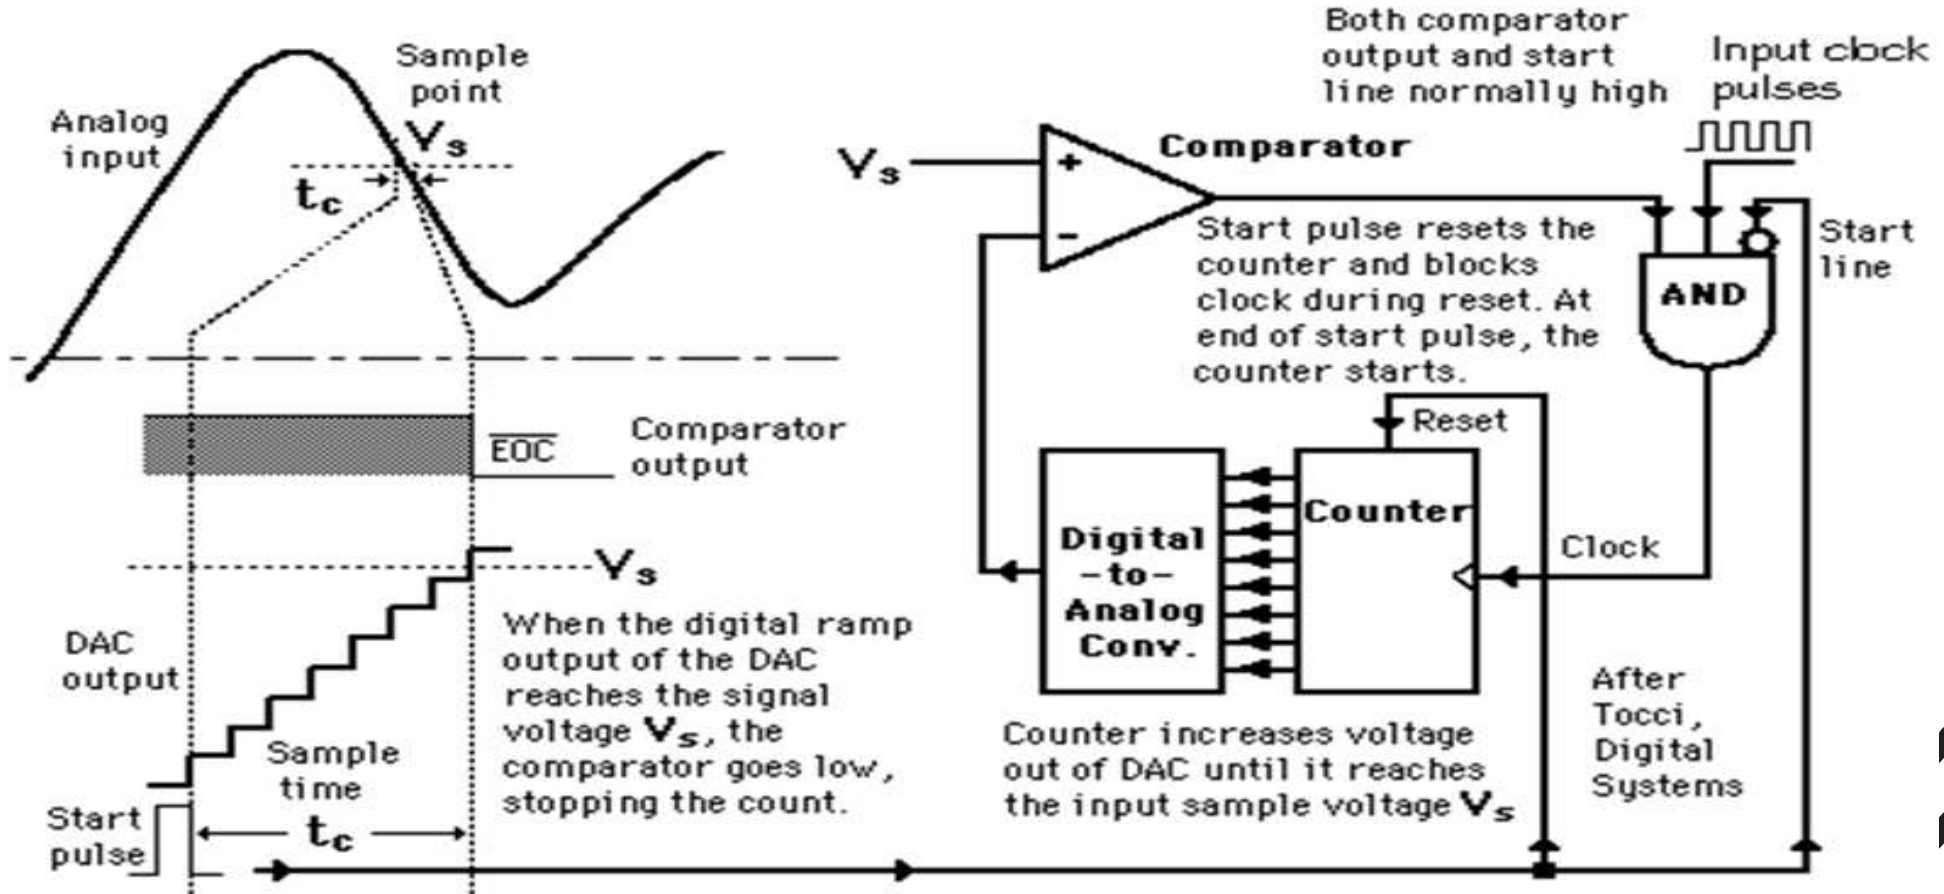 Analog
input
Sample
point
Vs
tc
EOC
Comparator
output
Vs
DAC
output
Sample
time
tc
Start
pulse
When the digital ramp
output of the DAC
reaches the signal
voltage Vs, the
comparator goes low,
stopping the count.
Both comparator
output and start
line normally high
Input clock
pulses
Vs
+
-
Comparator
Start pulse resets the
counter and blocks
clock during reset. At
end of start pulse, the
counter starts.
AND
Start
line
Reset
Digital
-to-
Analog
Conv.
Counter
Clock
Counter increases voltage
out of DAC until it reaches
the input sample voltage Vs
After
Tocci,
Digital
Systems